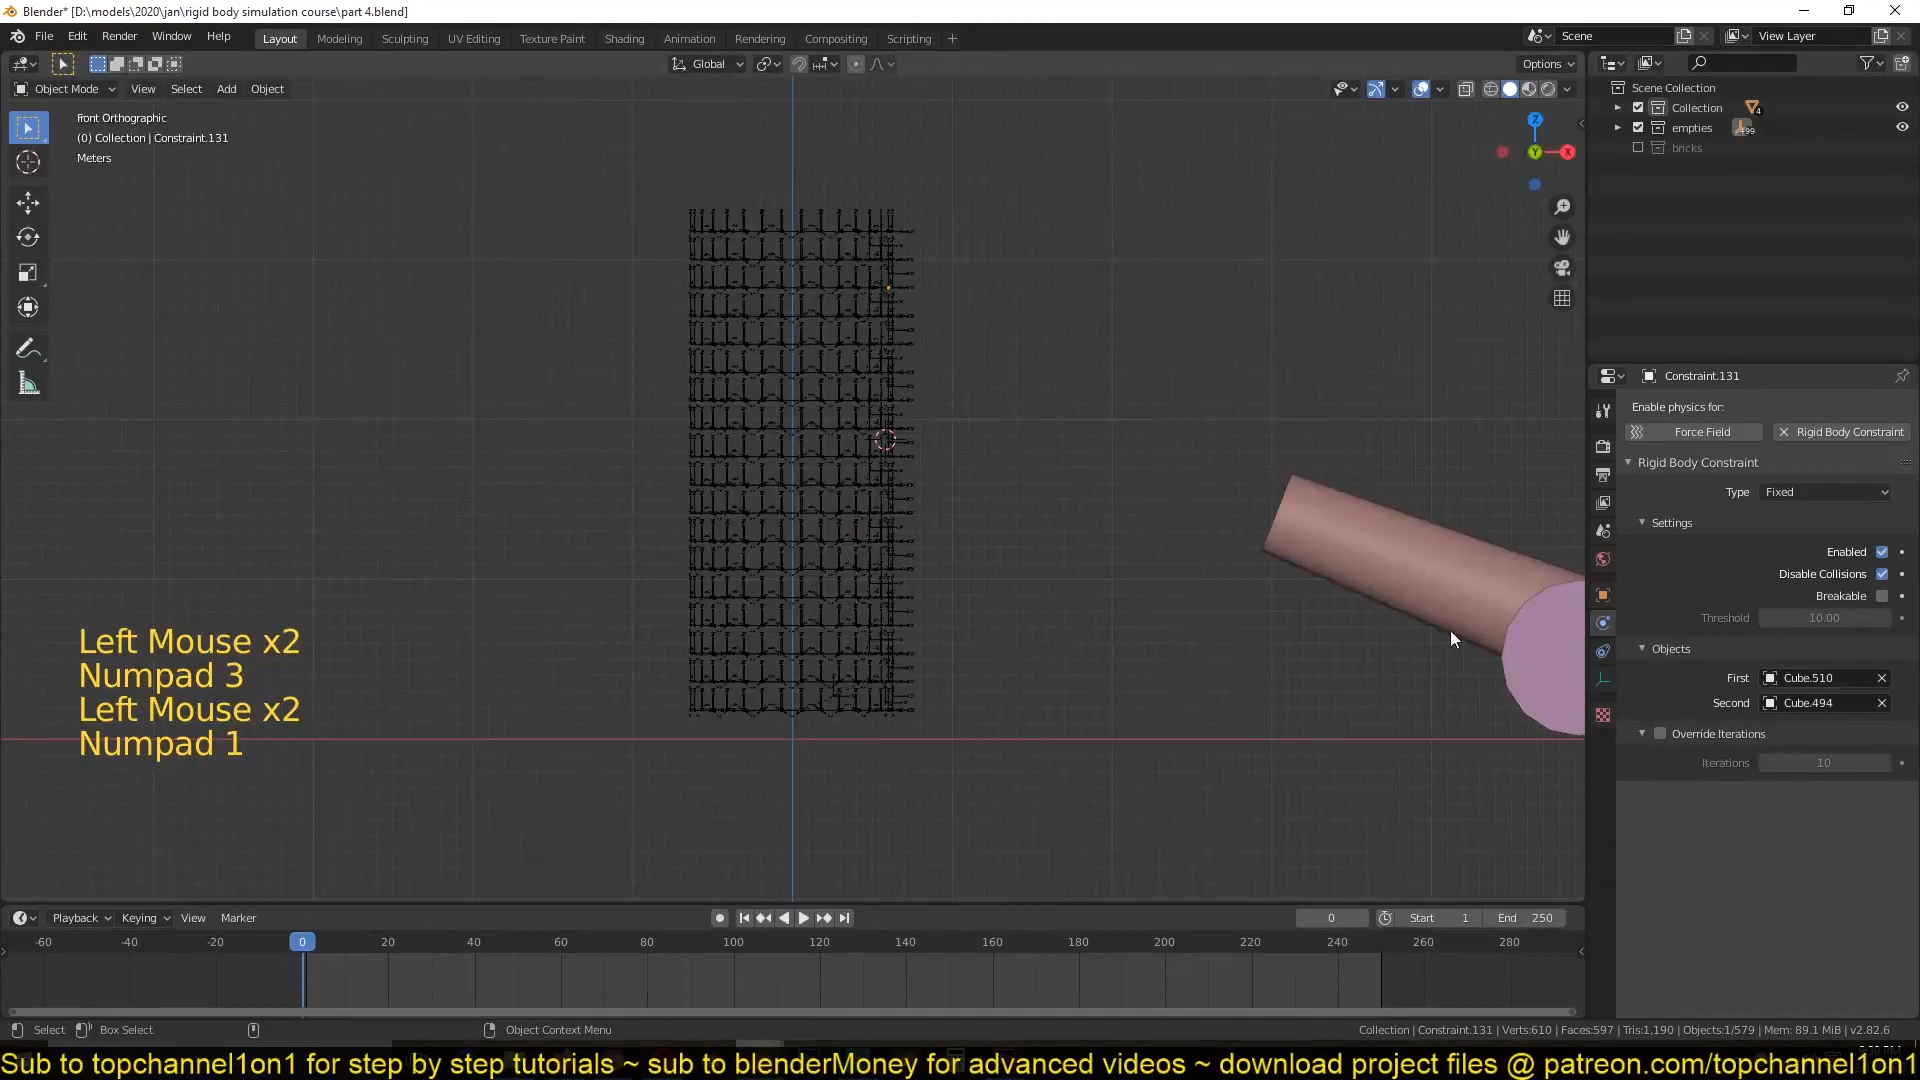 Blender* [D:\models\2020\jan\rigid body simulation course\part 4.blend]
File Edit Render Window Help
Layout Modeling Sculpting UV Editing Texture Paint Shading Animation Rendering Compositing Scripting +
Scene
View Layer
Global
Options
Object Mode View Select Add Object
Front Orthographic
(0) Collection | Constraint.131
Meters
Z
Y
X
Scene Collection
Collection 4
empties 499
bricks
Constraint.131
Enable physics for:
Force Field
Rigid Body Constraint
Rigid Body Constraint
Type Fixed
Settings
Enabled
Disable Collisions
Breakable
Threshold 10.00
Objects
First Cube.510
Second Cube.494
Override Iterations
Iterations 10
Left Mouse x2
Numpad 3
Left Mouse x2
Numpad 1
Playback Keying View Marker
0 Start 1 End 250
-60 -40 -20 0 20 40 60 80 100 120 140 160 180 200 220 240 260 280
Select Box Select Object Context Menu
Collection | Constraint.131 | Verts:610 | Faces:597 | Tris:1,190 | Objects:1/579 | Mem: 89.1 MiB | v2.82.6
Sub to topchannel1on1 for step by step tutorials ~ sub to blenderMoney for advanced videos ~ download project files @ patreon.com/topchannel1on1